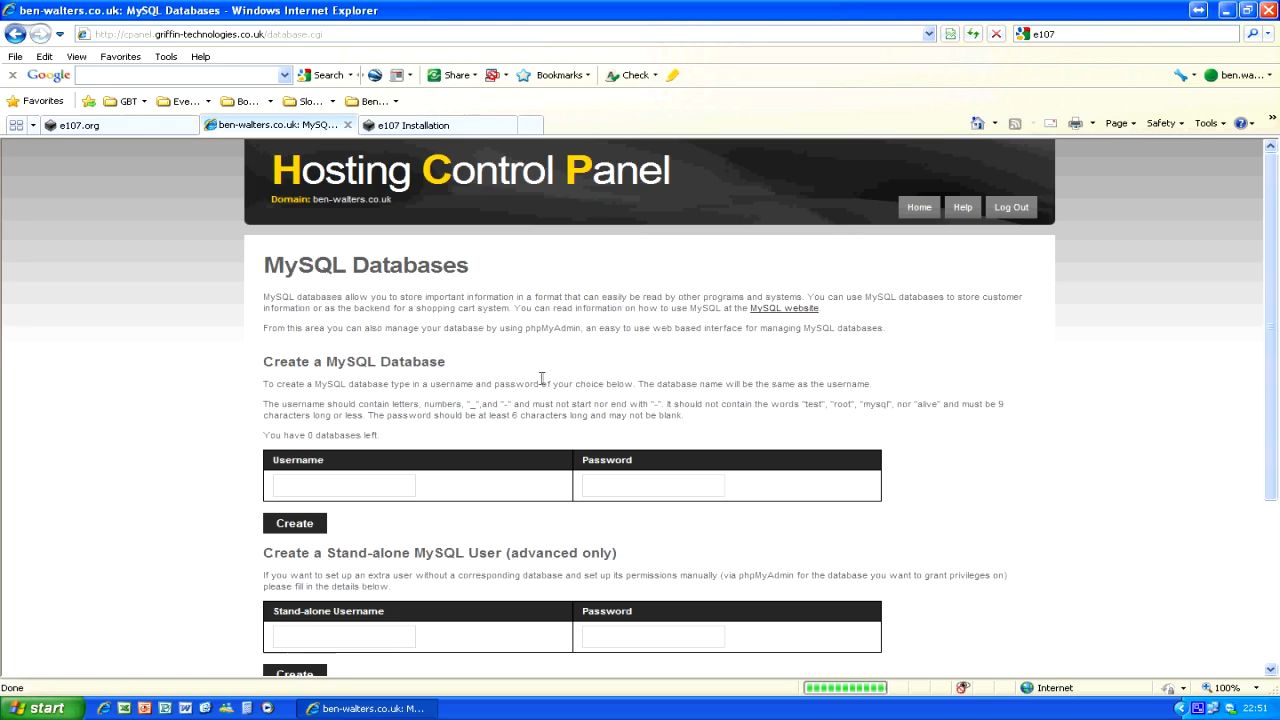 ben-walters.co.uk: MySQL Databases - Windows Internet Explorer
http://cpanel.griffin-technologies.co.uk/database.cgi
e107
File Edit View Favorites Tools Help
Google
Search
Share
Bookmarks
Check
ben.wa...
Favorites
GBT
Eve...
Bo...
Slo...
Ben...
e107.org
ben-walters.co.uk: MySQ...
e107 Installation
Page Safety Tools
Hosting Control Panel
Domain: ben-walters.co.uk
Home Help Log Out
MySQL Databases
MySQL databases allow you to store important information in a format that can easily be read by other programs and systems. You can use MySQL databases to store customer
information or as the backend for a shopping cart system. You can read information on how to use MySQL at the MySQL website.
From this area you can also manage your database by using phpMyAdmin, an easy to use web based interface for managing MySQL databases.
Create a MySQL Database
To create a MySQL database type in a username and password of your choice below. The database name will be the same as the username.
The username should contain letters, numbers, "_",and "-" and must not start nor end with "-". It should not contain the words "test", "root", "mysql", nor "alive" and must be 9
characters long or less. The password should be at least 6 characters long and may not be blank.
You have 0 databases left.
Username Password
Create
Create a Stand-alone MySQL User (advanced only)
If you want to set up an extra user without a corresponding database and set up its permissions manually (via phpMyAdmin for the database you want to grant privileges on)
please fill in the details below.
Stand-alone Username Password
Create
Done
Internet
100%
start
ben-walters.co.uk: M...
22:51